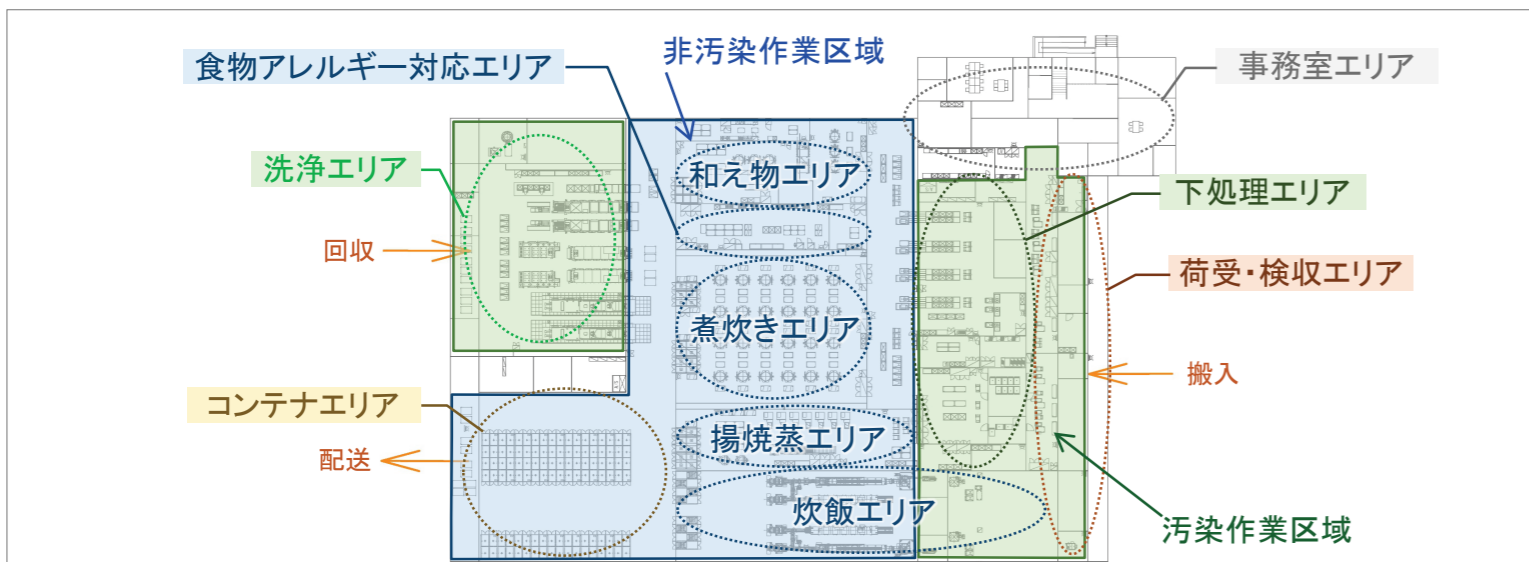 食物アレルギー対応エリア
非汚染作業区域
事務室エリア
洗浄エリア
和え物エリア
下処理エリア
回収
荷受・検収エリア
煮炊きエリア
搬入
コンテナエリア
揚焼蒸エリア
配送
炊飯エリア
汚染作業区域